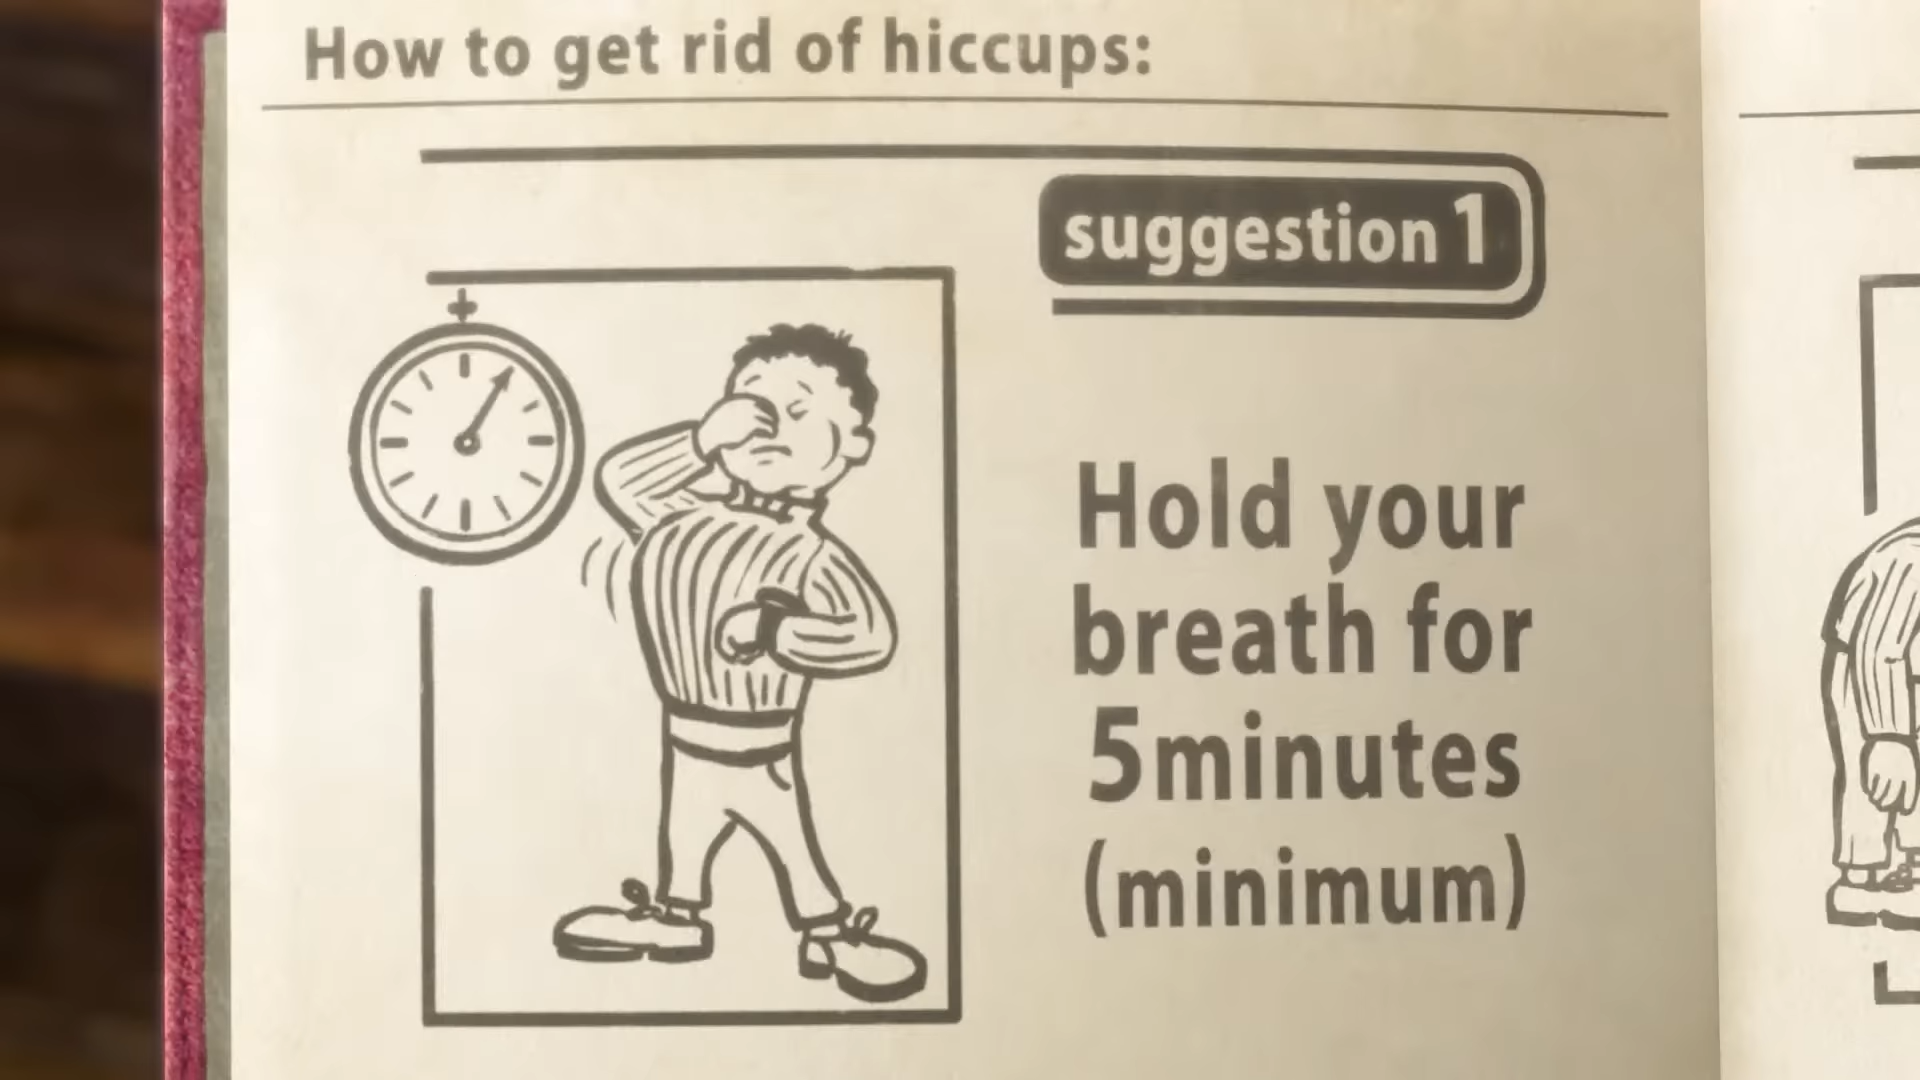 How to get rid of hiccups:
suggestion 1
Hold your
breath for
5minutes
(minimum)